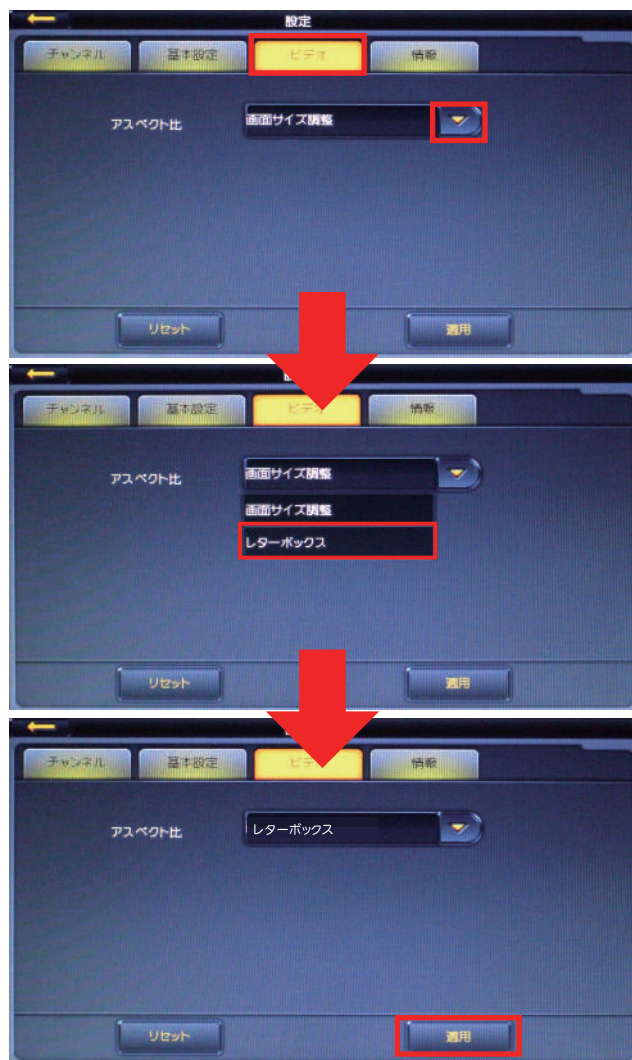 設定
チャンネル 基本設定 ビデオ 情報
アスペクト比 画面サイズ調整
リセット 適用
チャンネル 基本設定 ビデオ 情報
アスペクト比 画面サイズ調整
画面サイズ調整
レターボックス
リセット 適用
チャンネル 基本設定 情報
アスペクト比 レターボックス
リセット 適用